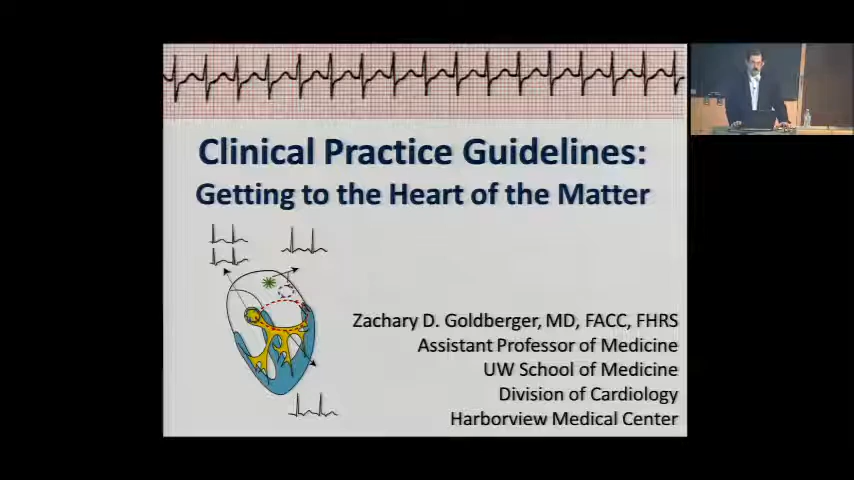 Clinical Practice Guidelines:
Getting to the Heart of the Matter
Zachary D. Goldberger, MD, FACC, FHRS
Assistant Professor of Medicine
UW School of Medicine
Division of Cardiology
Harborview Medical Center